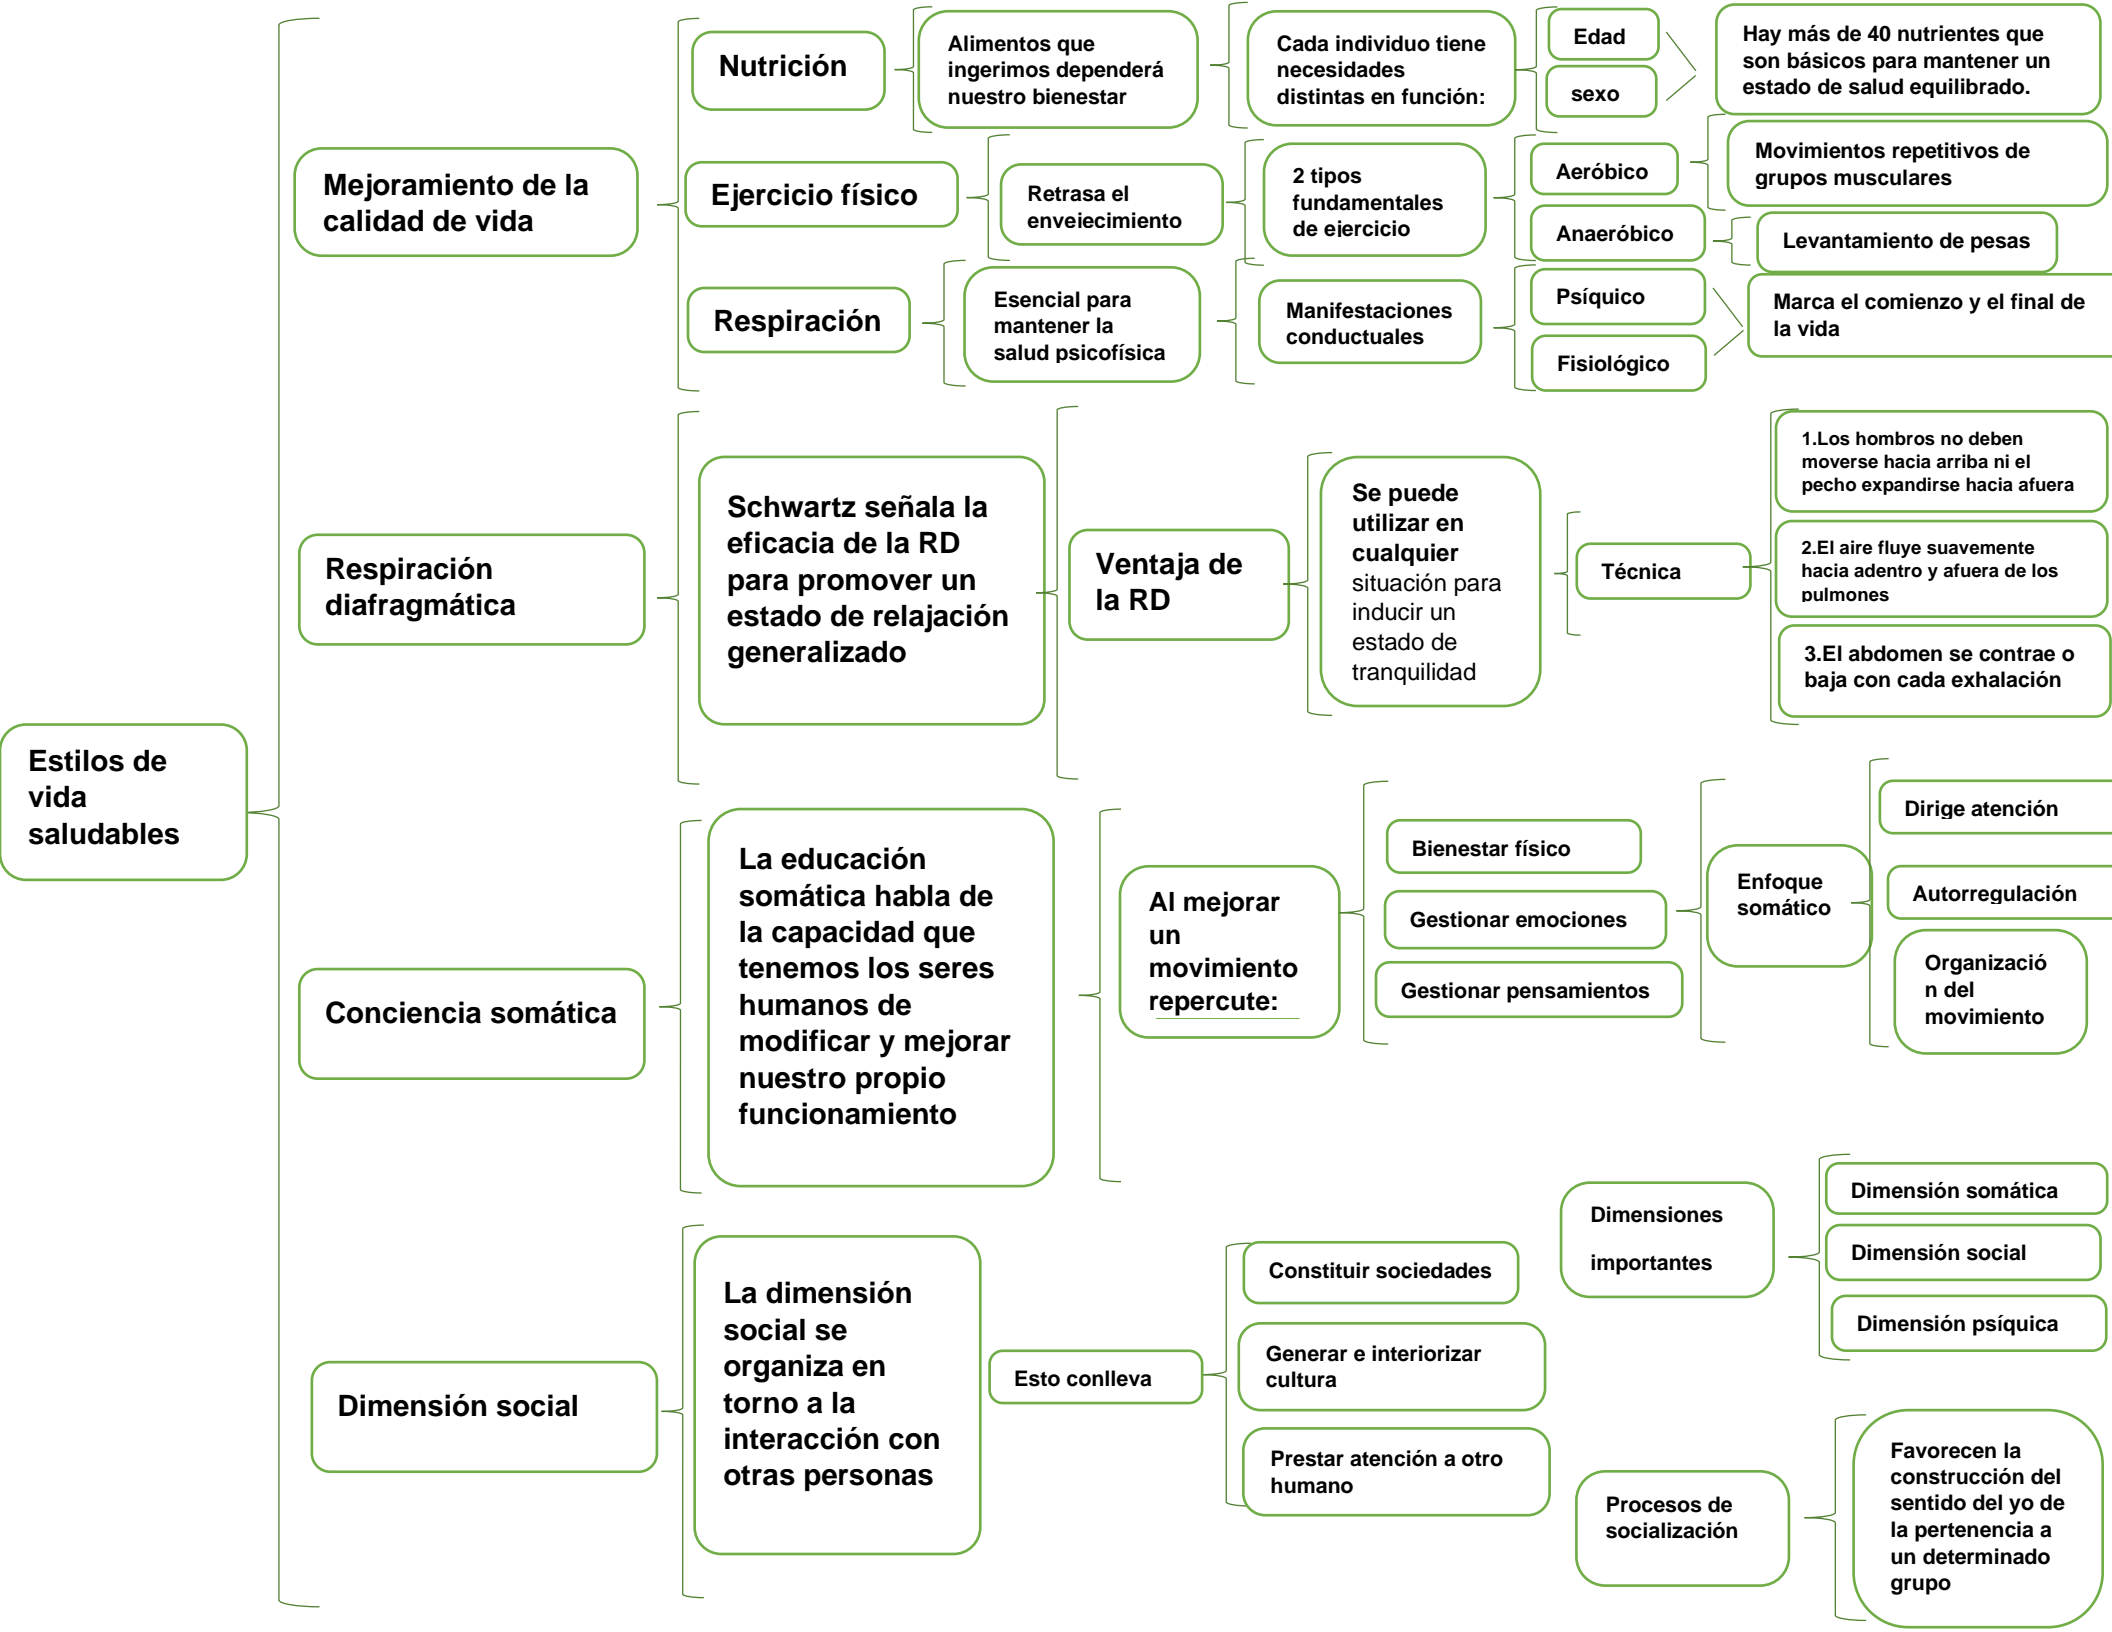 Estilos de
vida
saludables
Mejoramiento de la
calidad de vida
Nutrición
Alimentos que
ingerimos dependerá
nuestro bienestar
Cada individuo tiene
necesidades
distintas en función:
Edad
sexo
Hay más de 40 nutrientes que
son básicos para mantener un
estado de salud equilibrado.
Ejercicio físico
Retrasa el
envejecimiento
2 tipos
fundamentales
de ejercicio
Aeróbico
Movimientos repetitivos de
grupos musculares
Anaeróbico
Levantamiento de pesas
Respiración
Esencial para
mantener la
salud psicofísica
Manifestaciones
conductuales
Psíquico
Fisiológico
Marca el comienzo y el final de
la vida
Respiración
diafragmática
Schwartz señala la
eficacia de la RD
para promover un
estado de relajación
generalizado
Ventaja de
la RD
Se puede
utilizar en
cualquier
situación para
inducir un
estado de
tranquilidad
Técnica
1.Los hombros no deben
moverse hacia arriba ni el
pecho expandirse hacia afuera
2.El aire fluye suavemente
hacia adentro y afuera de los
pulmones
3.El abdomen se contrae o
baja con cada exhalación
Conciencia somática
La educación
somática habla de
la capacidad que
tenemos los seres
humanos de
modificar y mejorar
nuestro propio
funcionamiento
Al mejorar
un
movimiento
repercute:
Bienestar físico
Gestionar emociones
Gestionar pensamientos
Enfoque
somático
Dirige atención
Autorregulación
Organizació
n del
movimiento
Dimensión social
La dimensión
social se
organiza en
torno a la
interacción con
otras personas
Esto conlleva
Constituir sociedades
Generar e interiorizar
cultura
Prestar atención a otro
humano
Dimensiones
importantes
Dimensión somática
Dimensión social
Dimensión psíquica
Procesos de
socialización
Favorecen la
construcción del
sentido del yo de
la pertenencia a
un determinado
grupo